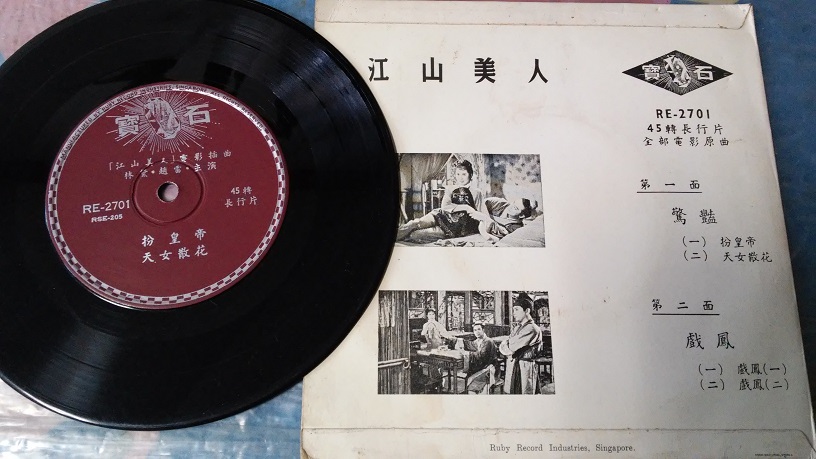 寶石
「江山美人」電影插曲
林黛・趙雷・主演
RE-2701
RSE-205
45轉
長行片
扮皇帝
天女散花
江山美人
寶石
RE-2701
45轉長行片
全部電影原曲
第一面
驚豔
(一) 扮皇帝
(二) 天女散花
第二面
戲鳳
(一) 戲鳳(一)
(二) 戲鳳(二)
Ruby Record Industries, Singapore.